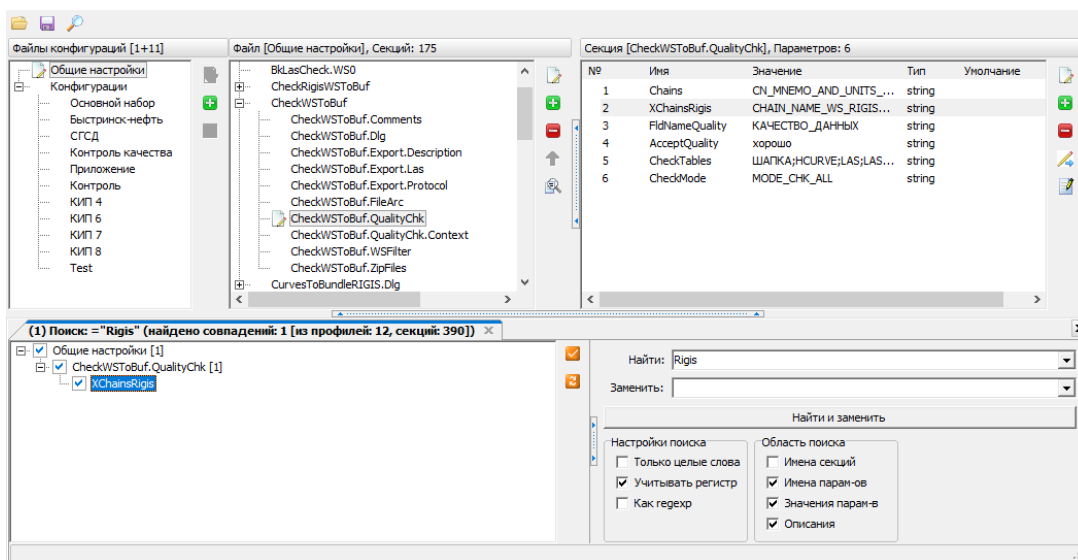 Файлы конфигураций [1+11]
Общие настройки
Конфигурации
Основной набор
Быстринск-нефть
СГСД
Контроль качества
Приложение
Контроль
КИП 4
КИП 6
КИП 7
КИП 8
Test
Файл [Общие настройки], Секций: 175
BkLasCheck.WS0
CheckRigisWSToBuf
CheckWSToBuf
CheckWSToBuf.Comments
CheckWSToBuf.Dlg
CheckWSToBuf.Export.Description
CheckWSToBuf.Export.Las
CheckWSToBuf.Export.Protocol
CheckWSToBuf.FileArc
CheckWSToBuf.QualityChk
CheckWSToBuf.QualityChk.Context
CheckWSToBuf.WSFilter
CheckWSToBuf.ZipFiles
CurvesToBundleRIGIS.Dlg
Секция [CheckWSToBuf.QualityChk], Параметров: 6
№ Имя Значение Тип Умолчание
1 Chains CN_MNEMO_AND_UNITS_... string
2 XChainsRigis CHAIN_NAME_WS_RIGIS... string
3 FldNameQuality КАЧЕСТВО_ДАННЫХ string
4 AcceptQuality хорошо string
5 CheckTables ШАПКА;HCURVE;LAS;LAS... string
6 CheckMode MODE_CHK_ALL string
(1) Поиск: ="Rigis" (найдено совпадений: 1 [из профилей: 12, секций: 390])
Общие настройки [1]
CheckWSToBuf.QualityChk [1]
XChainsRigis
Найти: Rigis
Заменить:
Найти и заменить
Настройки поиска
Только целые слова
Учитывать регистр
Как regexp
Область поиска
Имена секций
Имена парам-ов
Значения парам-в
Описания